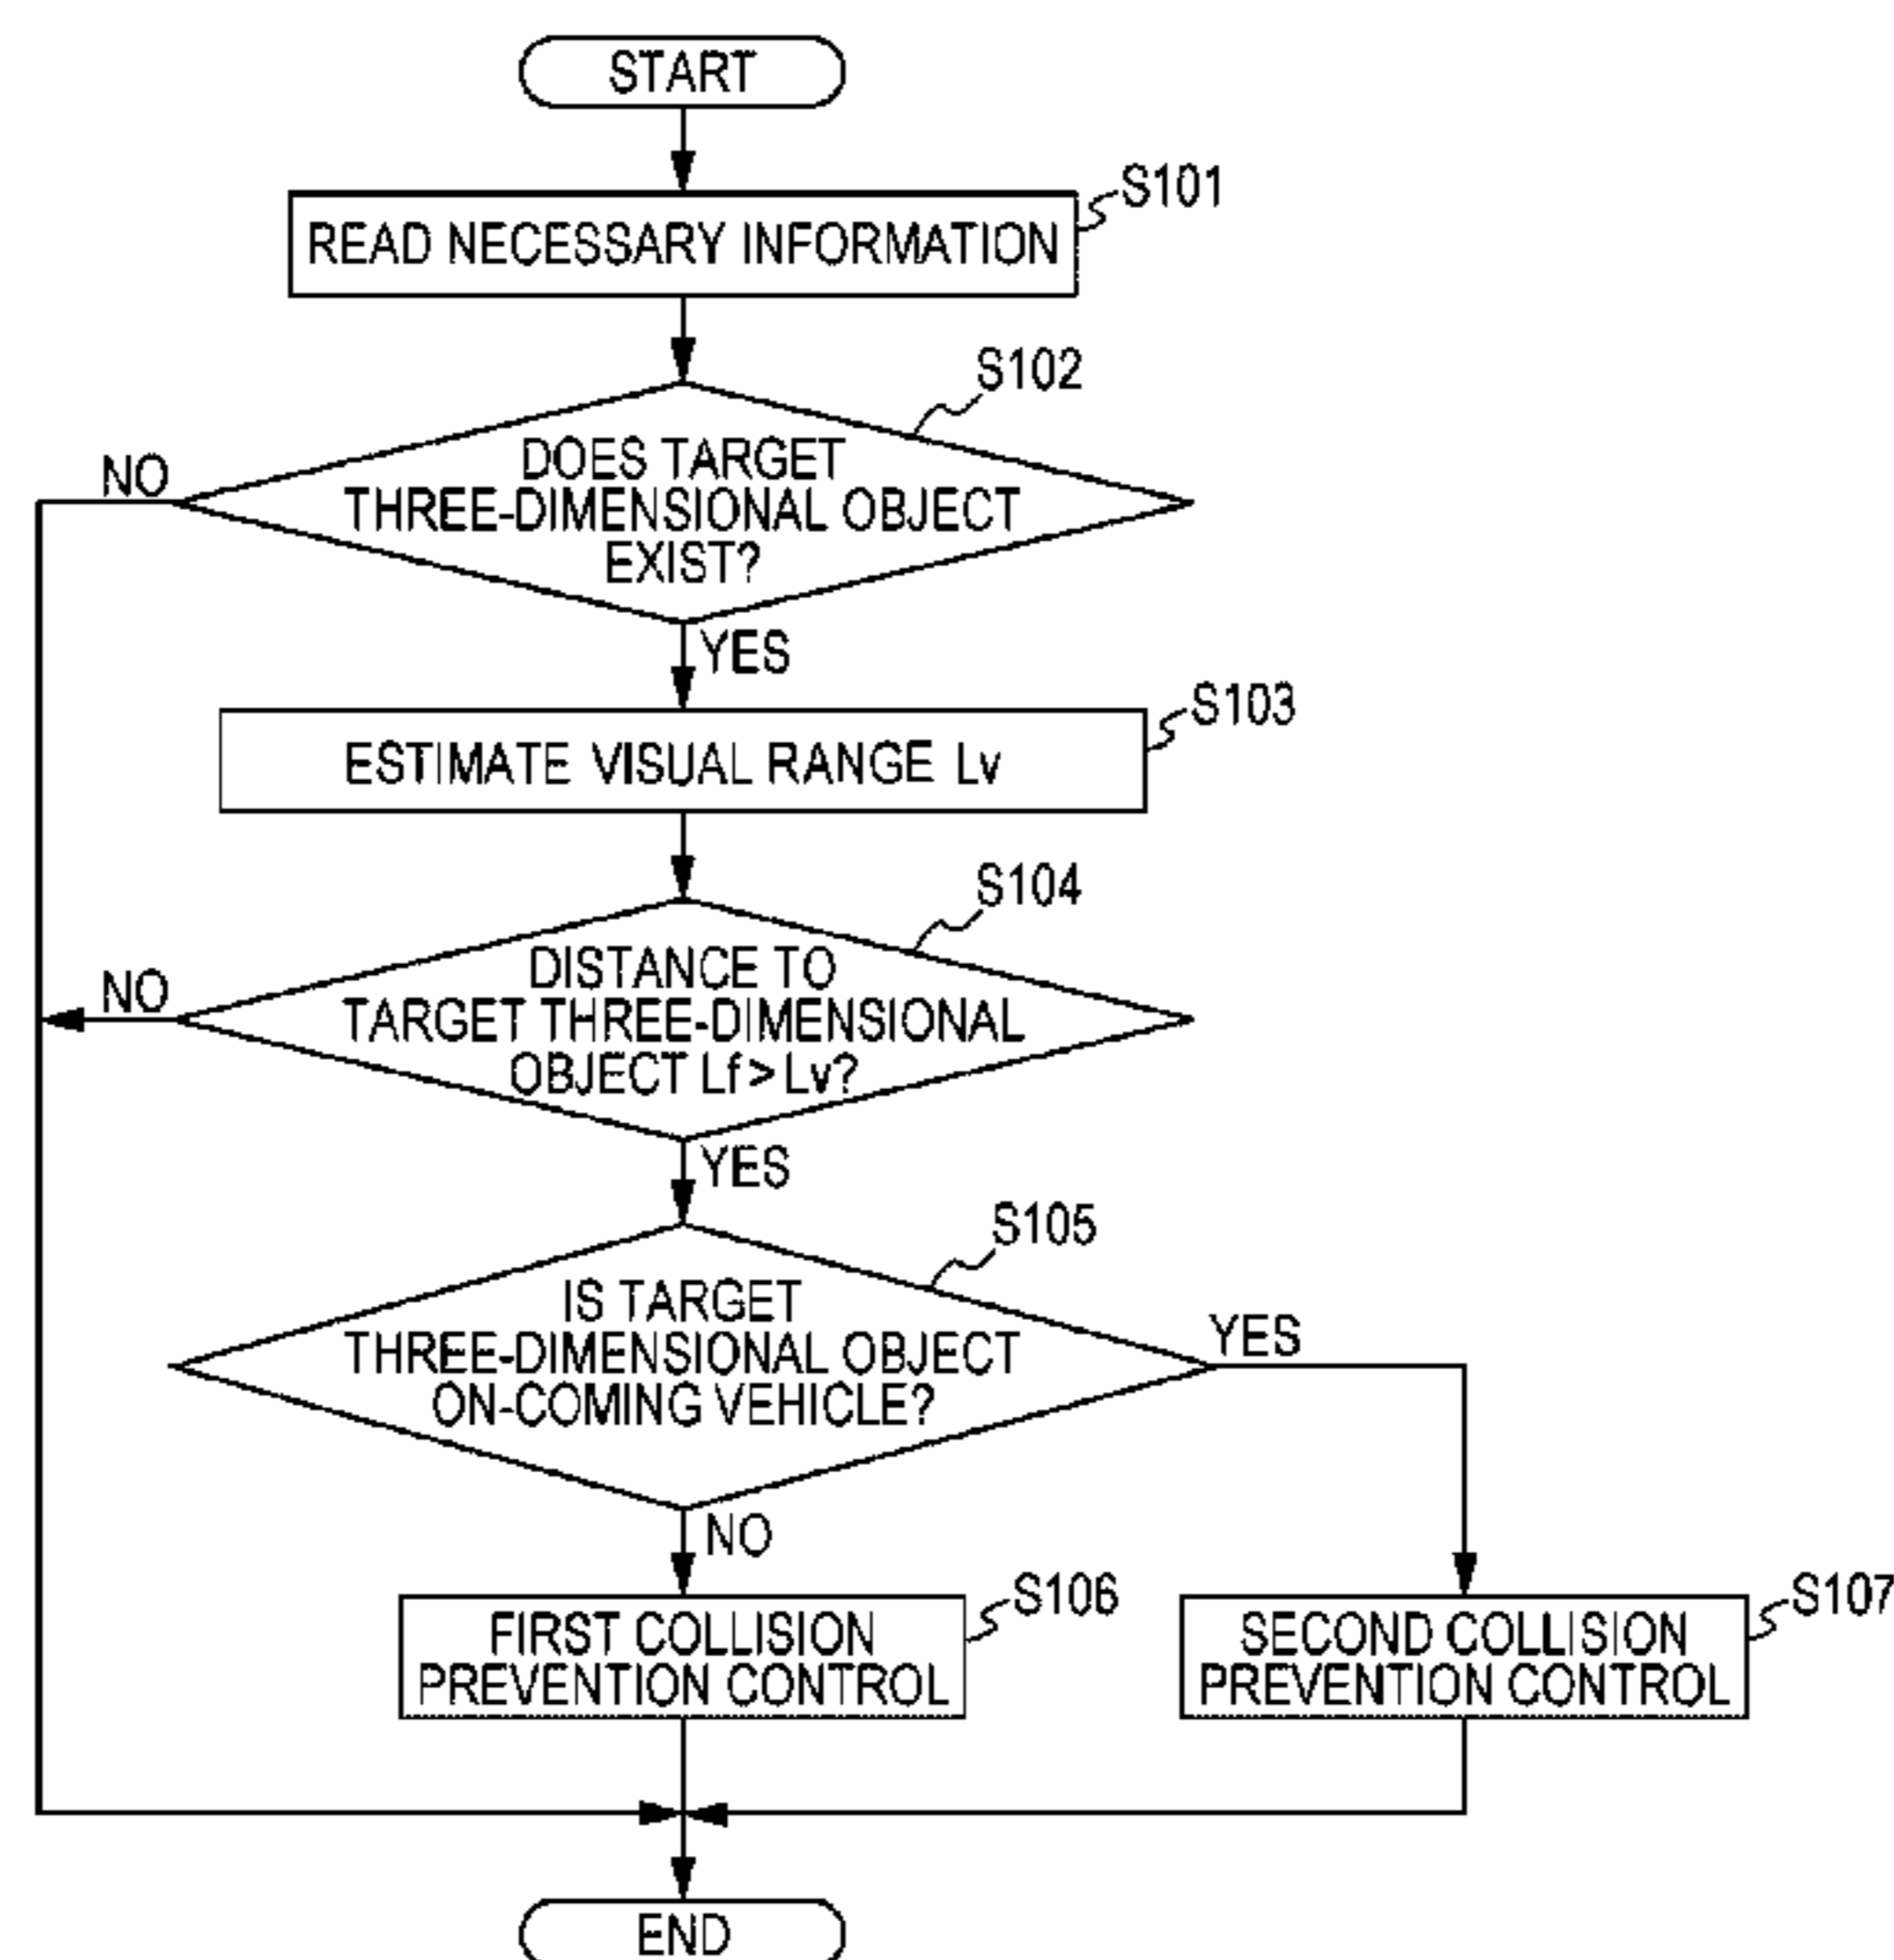 START
READ NECESSARY INFORMATION
S101
S102
DOES TARGET
THREE-DIMENSIONAL OBJECT
EXIST?
NO
YES
ESTIMATE VISUAL RANGE Lv
S103
S104
DISTANCE TO
TARGET THREE-DIMENSIONAL
OBJECT Lf > Lv?
NO
YES
S105
IS TARGET
THREE-DIMENSIONAL OBJECT
ON-COMING VEHICLE?
YES
NO
FIRST COLLISION
PREVENTION CONTROL
S106
SECOND COLLISION
PREVENTION CONTROL
S107
END